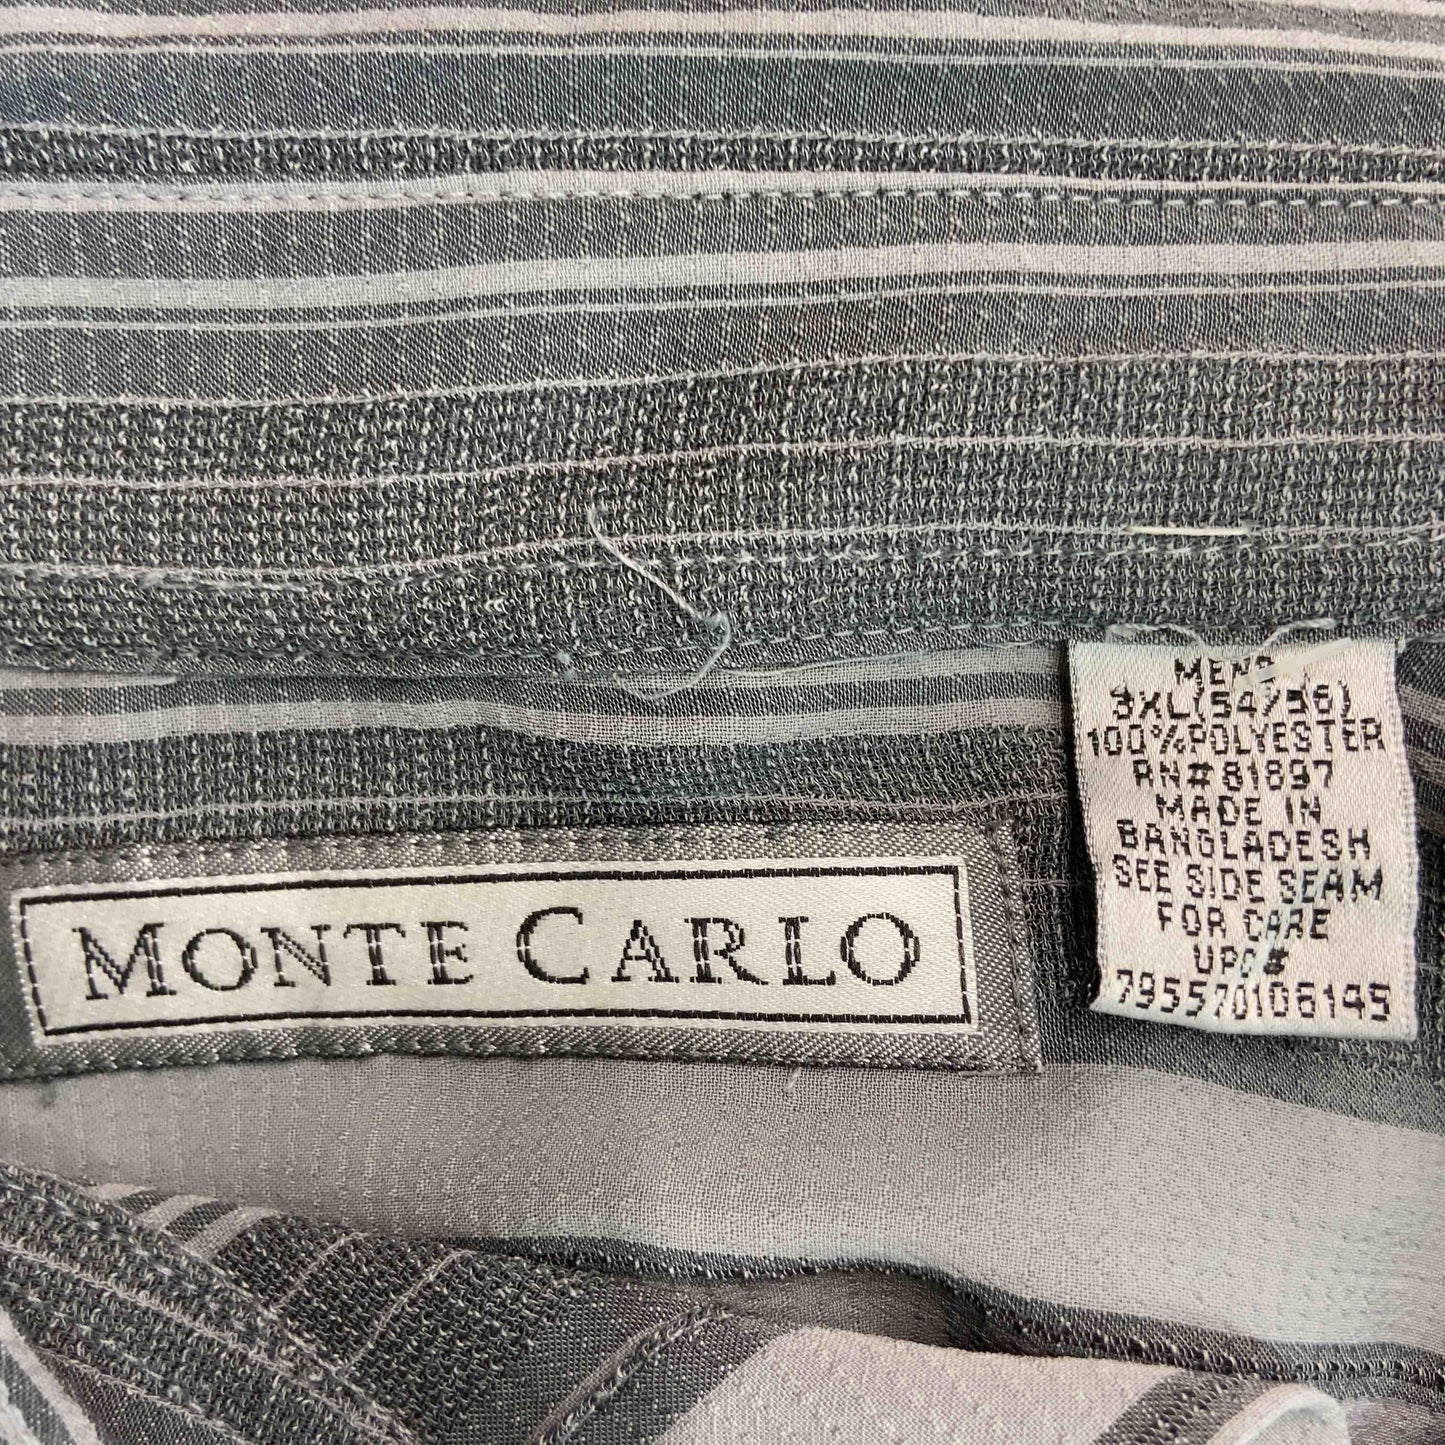 MONTE CARLO
MENS
3XL(54/56)
100%POLYESTER
RN#81897
MADE IN
BANGLADESH
SEE SIDE SEAM
FOR CARE
UPC#
795570106145